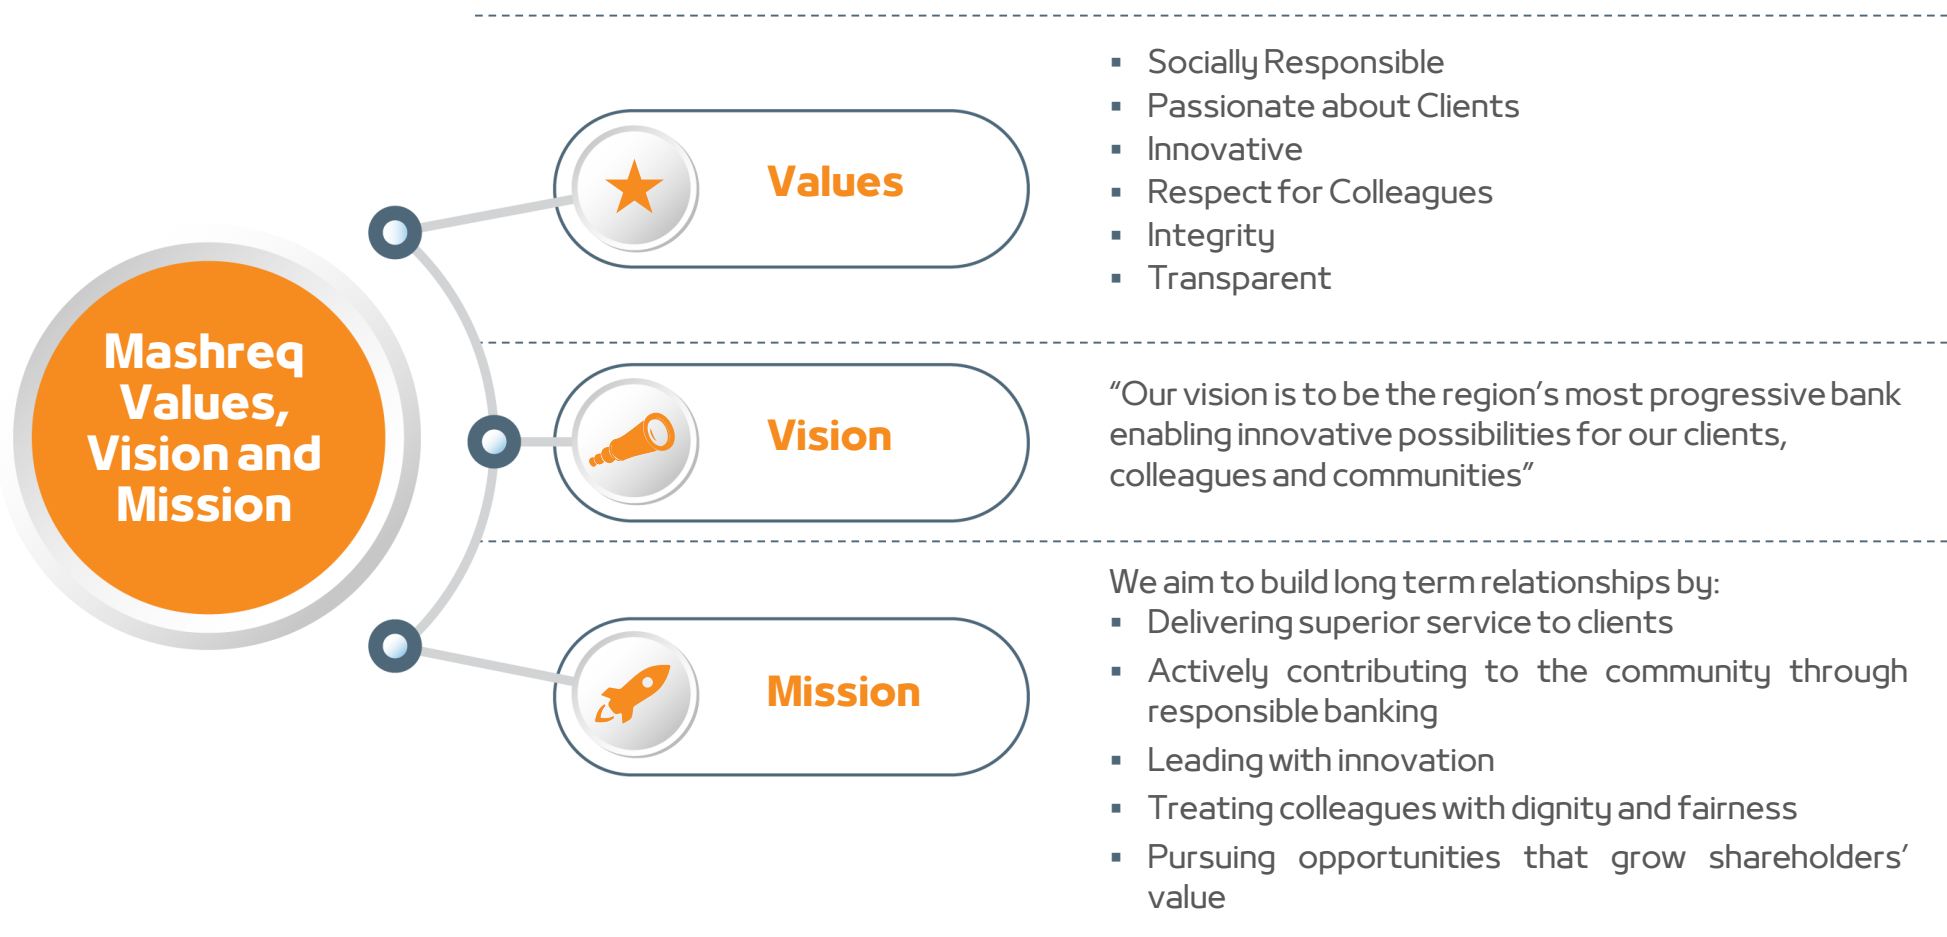 Mashreq
Values,
Vision and
Mission
Values
▪ Socially Responsible
▪ Passionate about Clients
▪ Innovative
▪ Respect for Colleagues
▪ Integrity
▪ Transparent
Vision
“Our vision is to be the region’s most progressive bank
enabling innovative possibilities for our clients,
colleagues and communities”
Mission
We aim to build long term relationships by:
▪ Delivering superior service to clients
▪ Actively contributing to the community through
responsible banking
▪ Leading with innovation
▪ Treating colleagues with dignity and fairness
▪ Pursuing opportunities that grow shareholders’
value